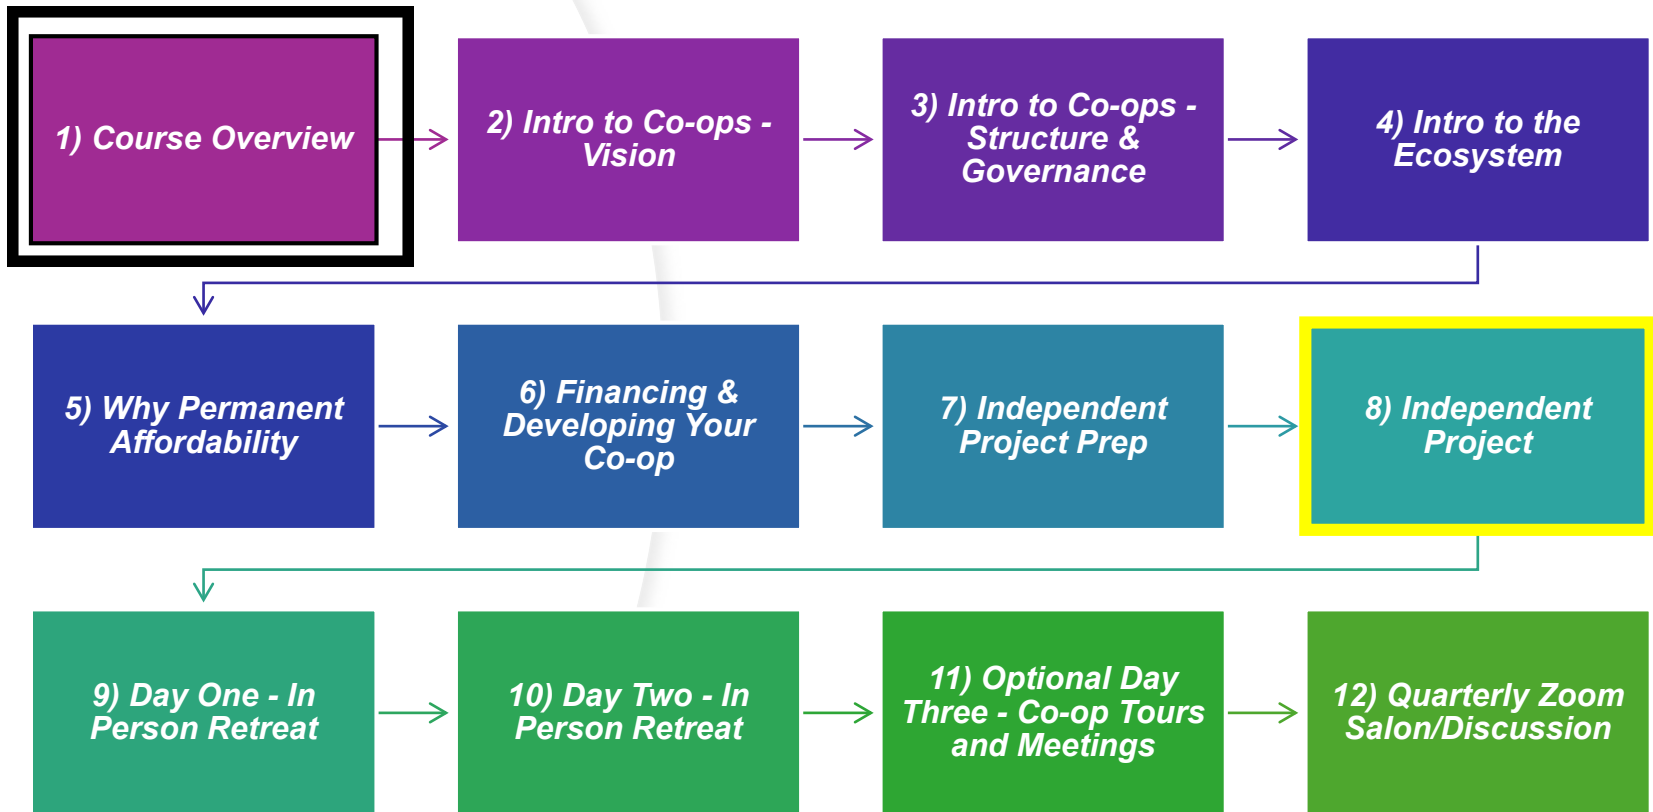 1) Course Overview
2) Intro to Co-ops -
Vision
3) Intro to Co-ops -
Structure &
Governance
4) Intro to the
Ecosystem
5) Why Permanent
Affordability
6) Financing &
Developing Your
Co-op
7) Independent
Project Prep
8) Independent
Project
9) Day One - In
Person Retreat
10) Day Two - In
Person Retreat
11) Optional Day
Three - Co-op Tours
and Meetings
12) Quarterly Zoom
Salon/Discussion